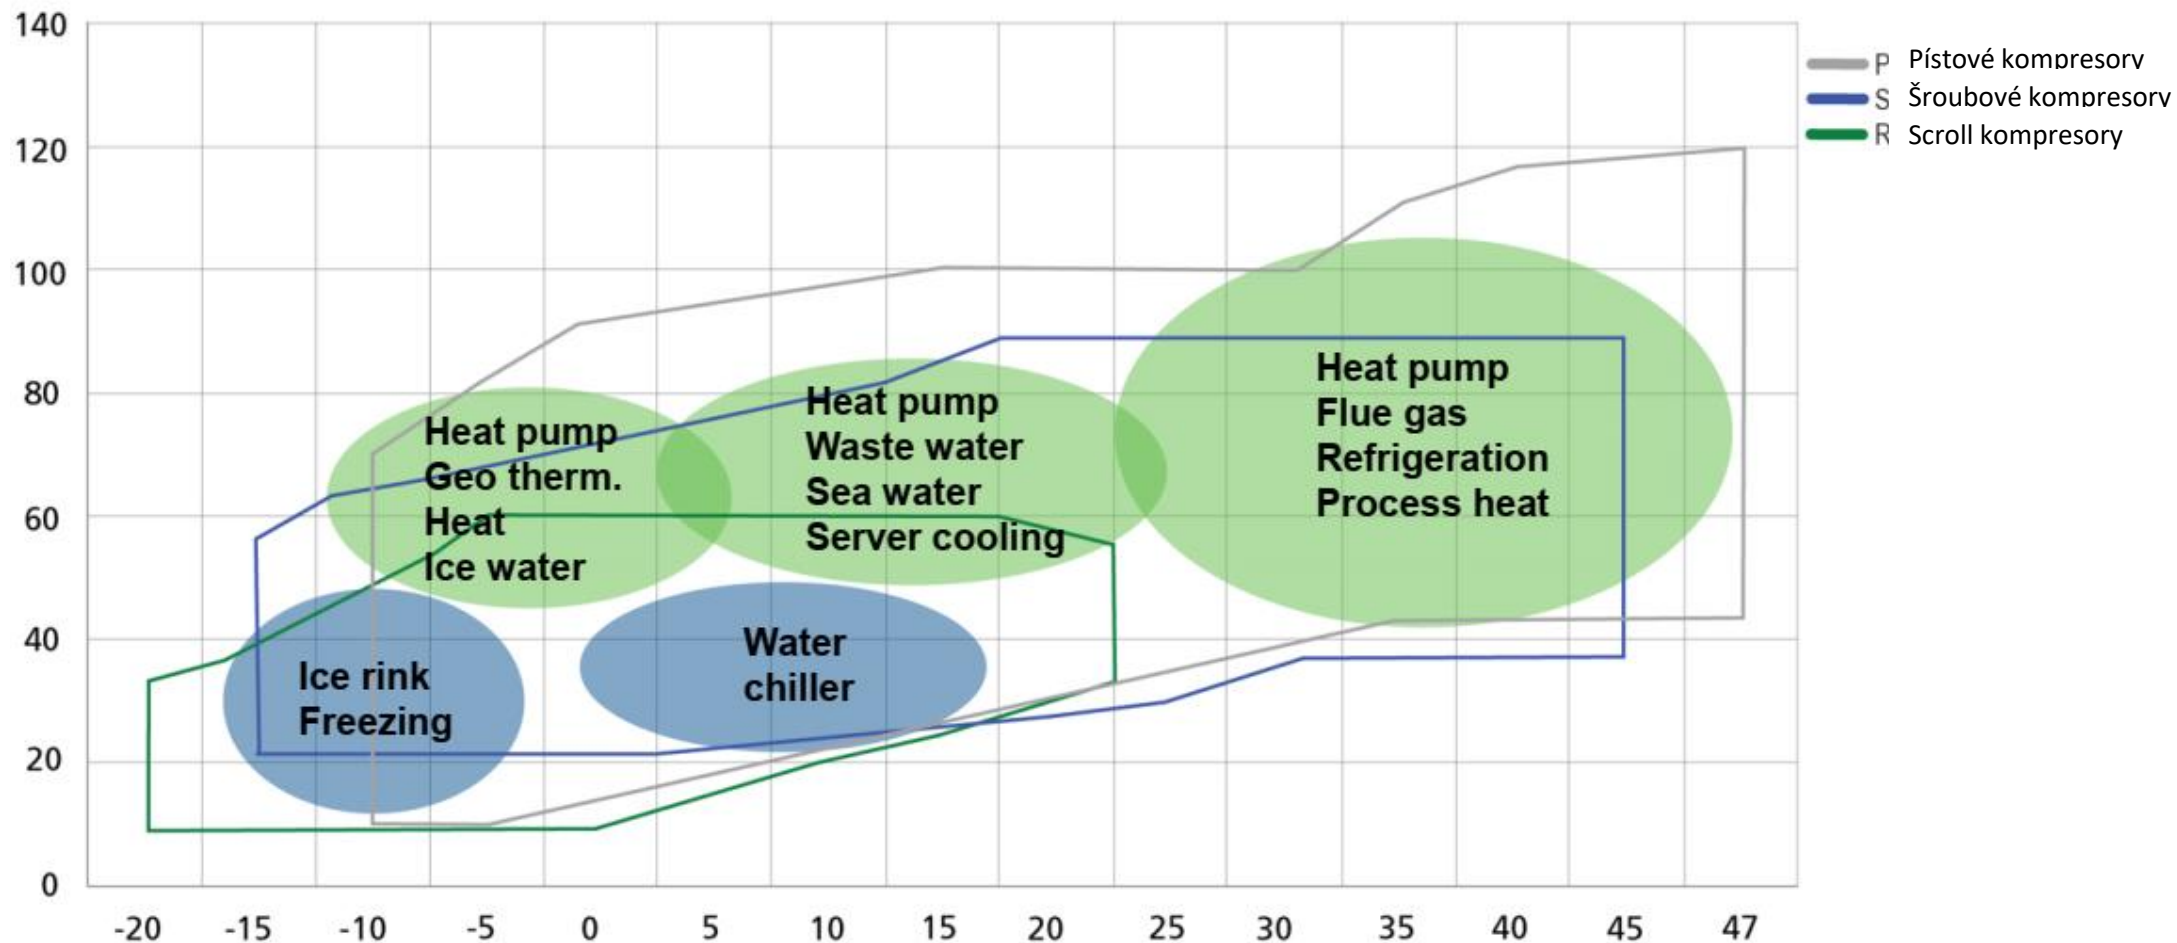 140
120
100
80
60
40
20
0
-20 -15 -10 -5 0 5 10 15 20 25 30 35 40 45 47
P Pístové kompresory
S Šroubové kompresory
R Scroll kompresory
Heat pump
Geo therm.
Heat
Ice water
Heat pump
Waste water
Sea water
Server cooling
Heat pump
Flue gas
Refrigeration
Process heat
Ice rink
Freezing
Water
chiller